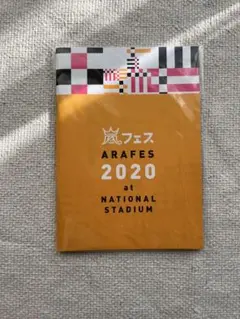 嵐フェス
ARAFES
2020
at
NATIONAL
STADIUM